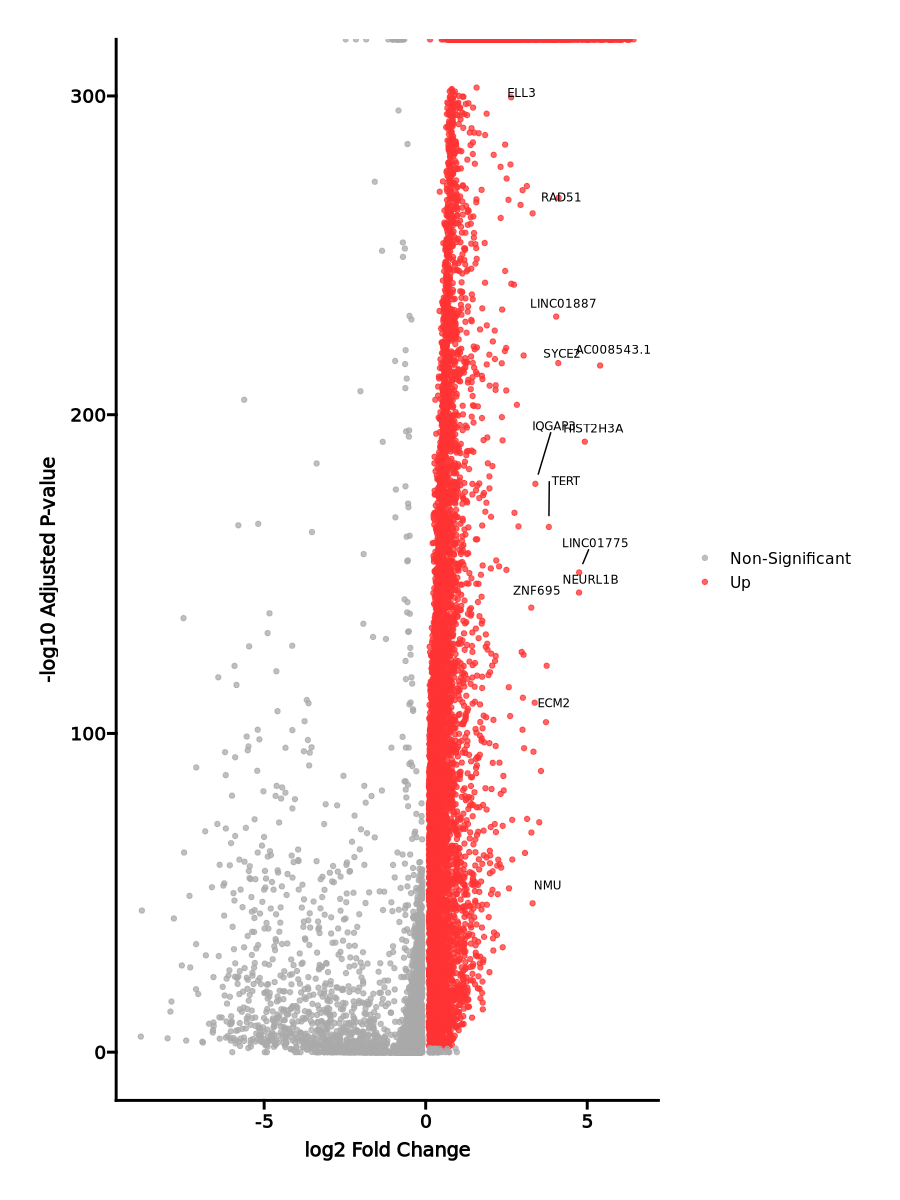 300
ELL3
RAD51
LINC01887
SYCE2
AC008543.1
200
IQGAP3
HIST2H3A
TERT
LINC01775
NEURL1B
ZNF695
Non-Significant
Up
-log10 Adjusted P-value
ECM2
100
NMU
0
-5
0
5
log2 Fold Change